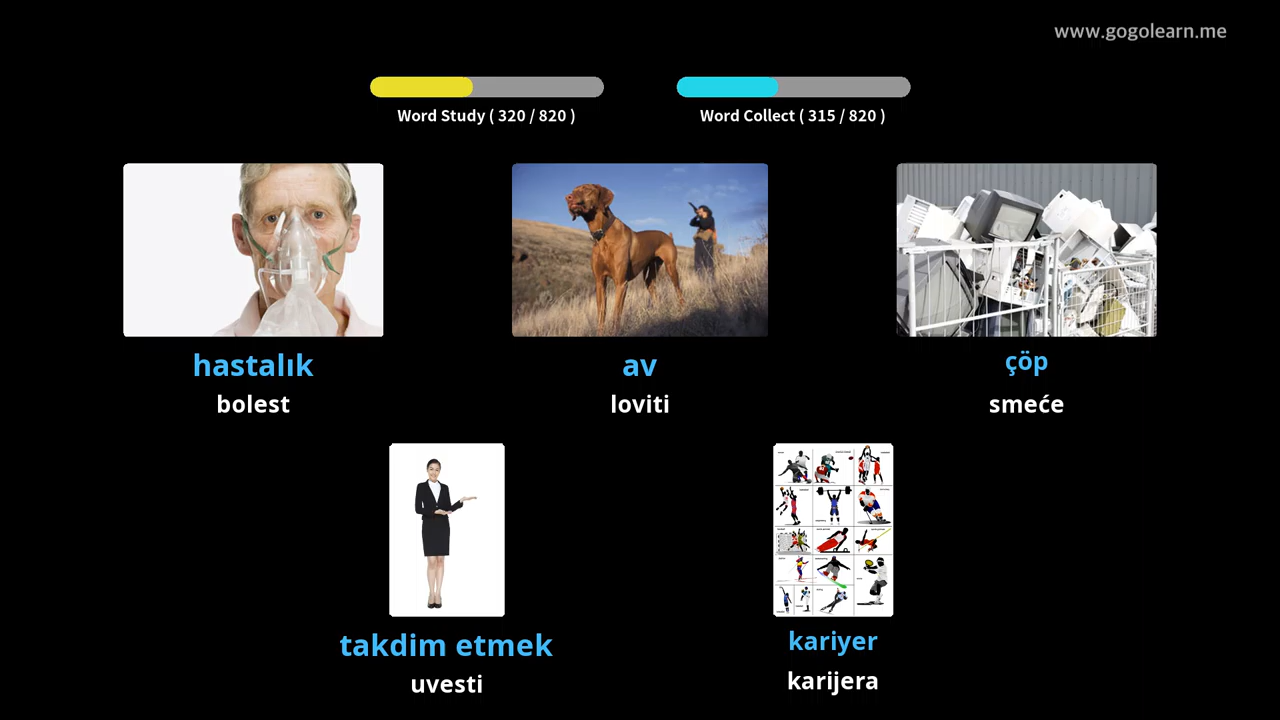 www.gogolearn.me
Word Study ( 320 / 820 )
Word Collect ( 315 / 820 )
hastalık
bolest
av
loviti
çöp
smeće
takdim etmek
uvesti
kariyer
karijera